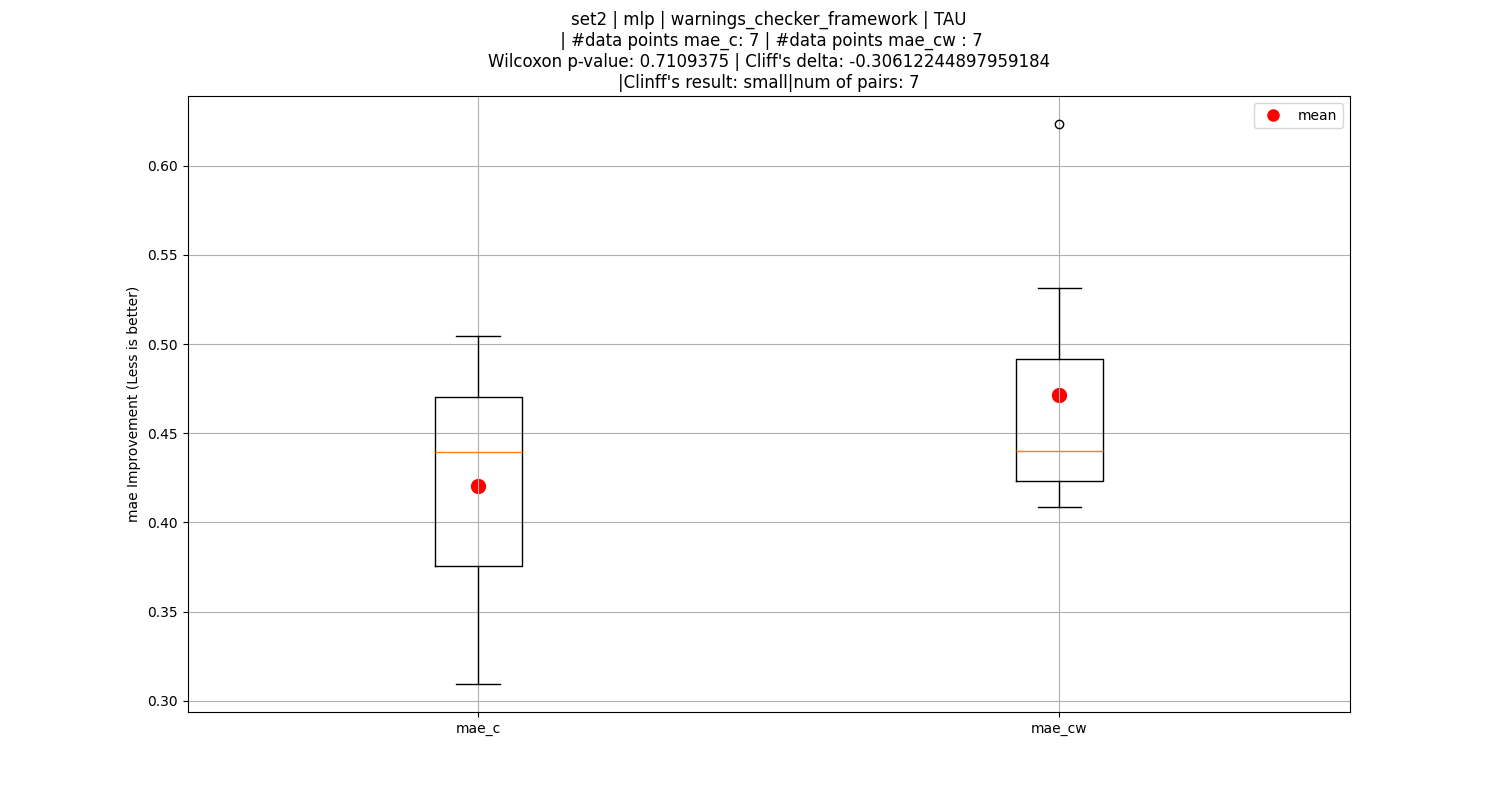 set2 | mlp | warnings_checker_framework | TAU
| #data points mae_c: 7 | #data points mae_cw : 7
Wilcoxon p-value: 0.7109375 | Cliff's delta: -0.30612244897959184
|Clinff's result: small|num of pairs: 7
mean
mae Improvement (Less is better)
0.60
0.55
0.50
0.45
0.40
0.35
0.30
mae_c
mae_cw